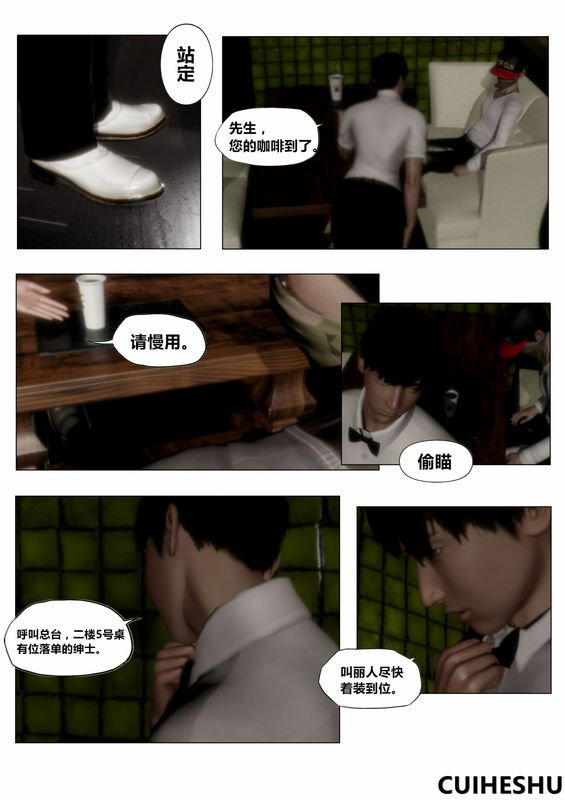 站定
先生，
您的咖啡到了。
请慢用。
偷瞄
呼叫总台，二楼5号桌
有位落单的绅士。
叫丽人尽快
着装到位。
CUIHESHU